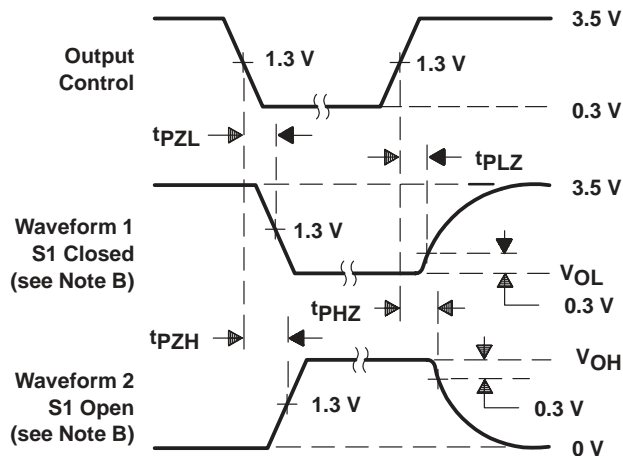 3.5 V
Output
Control
1.3 V
1.3 V
0.3 V
tPZL
tPLZ
3.5 V
Waveform 1
S1 Closed
(see Note B)
1.3 V
VOL
0.3 V
tPHZ
tPZH
VOH
Waveform 2
S1 Open
(see Note B)
1.3 V
0.3 V
0 V